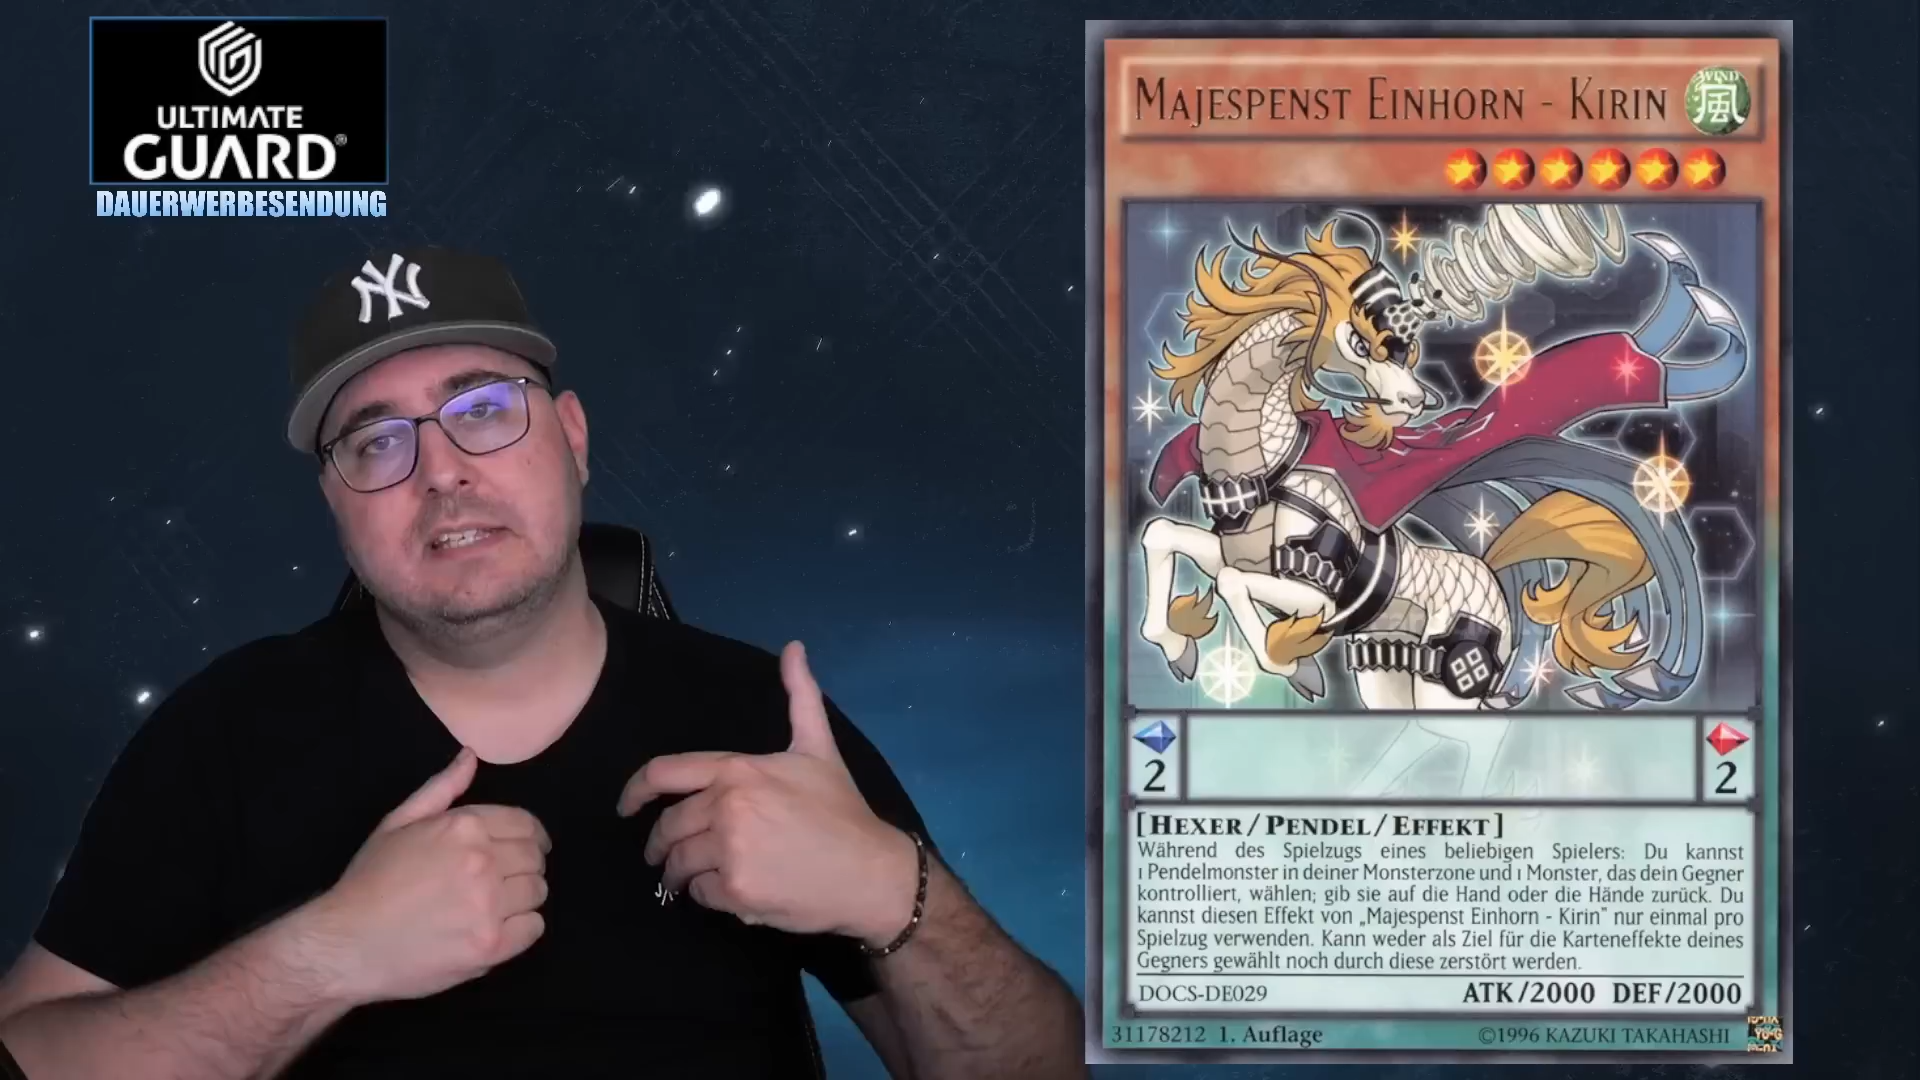 ULTIMATE
GUARD®
DAUERWERBESENDUNG
NY
MAJESPENST EINHORN - KIRIN
WIND
風
2
2
[HEXER/PENDEL/EFFEKT]
Während des Spielzugs eines beliebigen Spielers: Du kannst
1 Pendelmonster in deiner Monsterzone und 1 Monster, das dein Gegner
kontrolliert, wählen; gib sie auf die Hand oder die Hände zurück. Du
kannst diesen Effekt von „Majespenst Einhorn - Kirin" nur einmal pro
Spielzug verwenden. Kann weder als Ziel für die Karteneffekte deines
Gegners gewählt noch durch diese zerstört werden.
DOCS-DE029
ATK/2000 DEF/2000
31178212 1. Auflage
©1996 KAZUKI TAKAHASHI